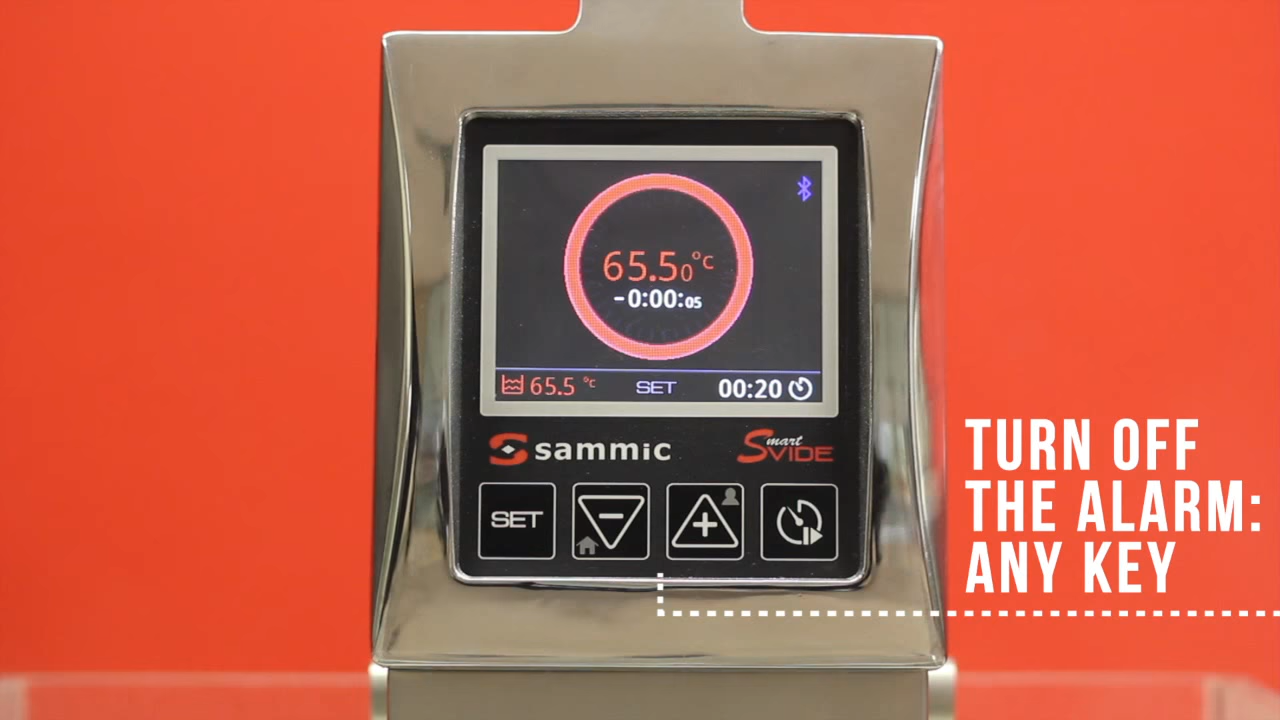 65.50°C
-0:00:05
65.5 °C SET 00:20
sammic Smart VIDE
SET - +
TURN OFF
THE ALARM:
ANY KEY